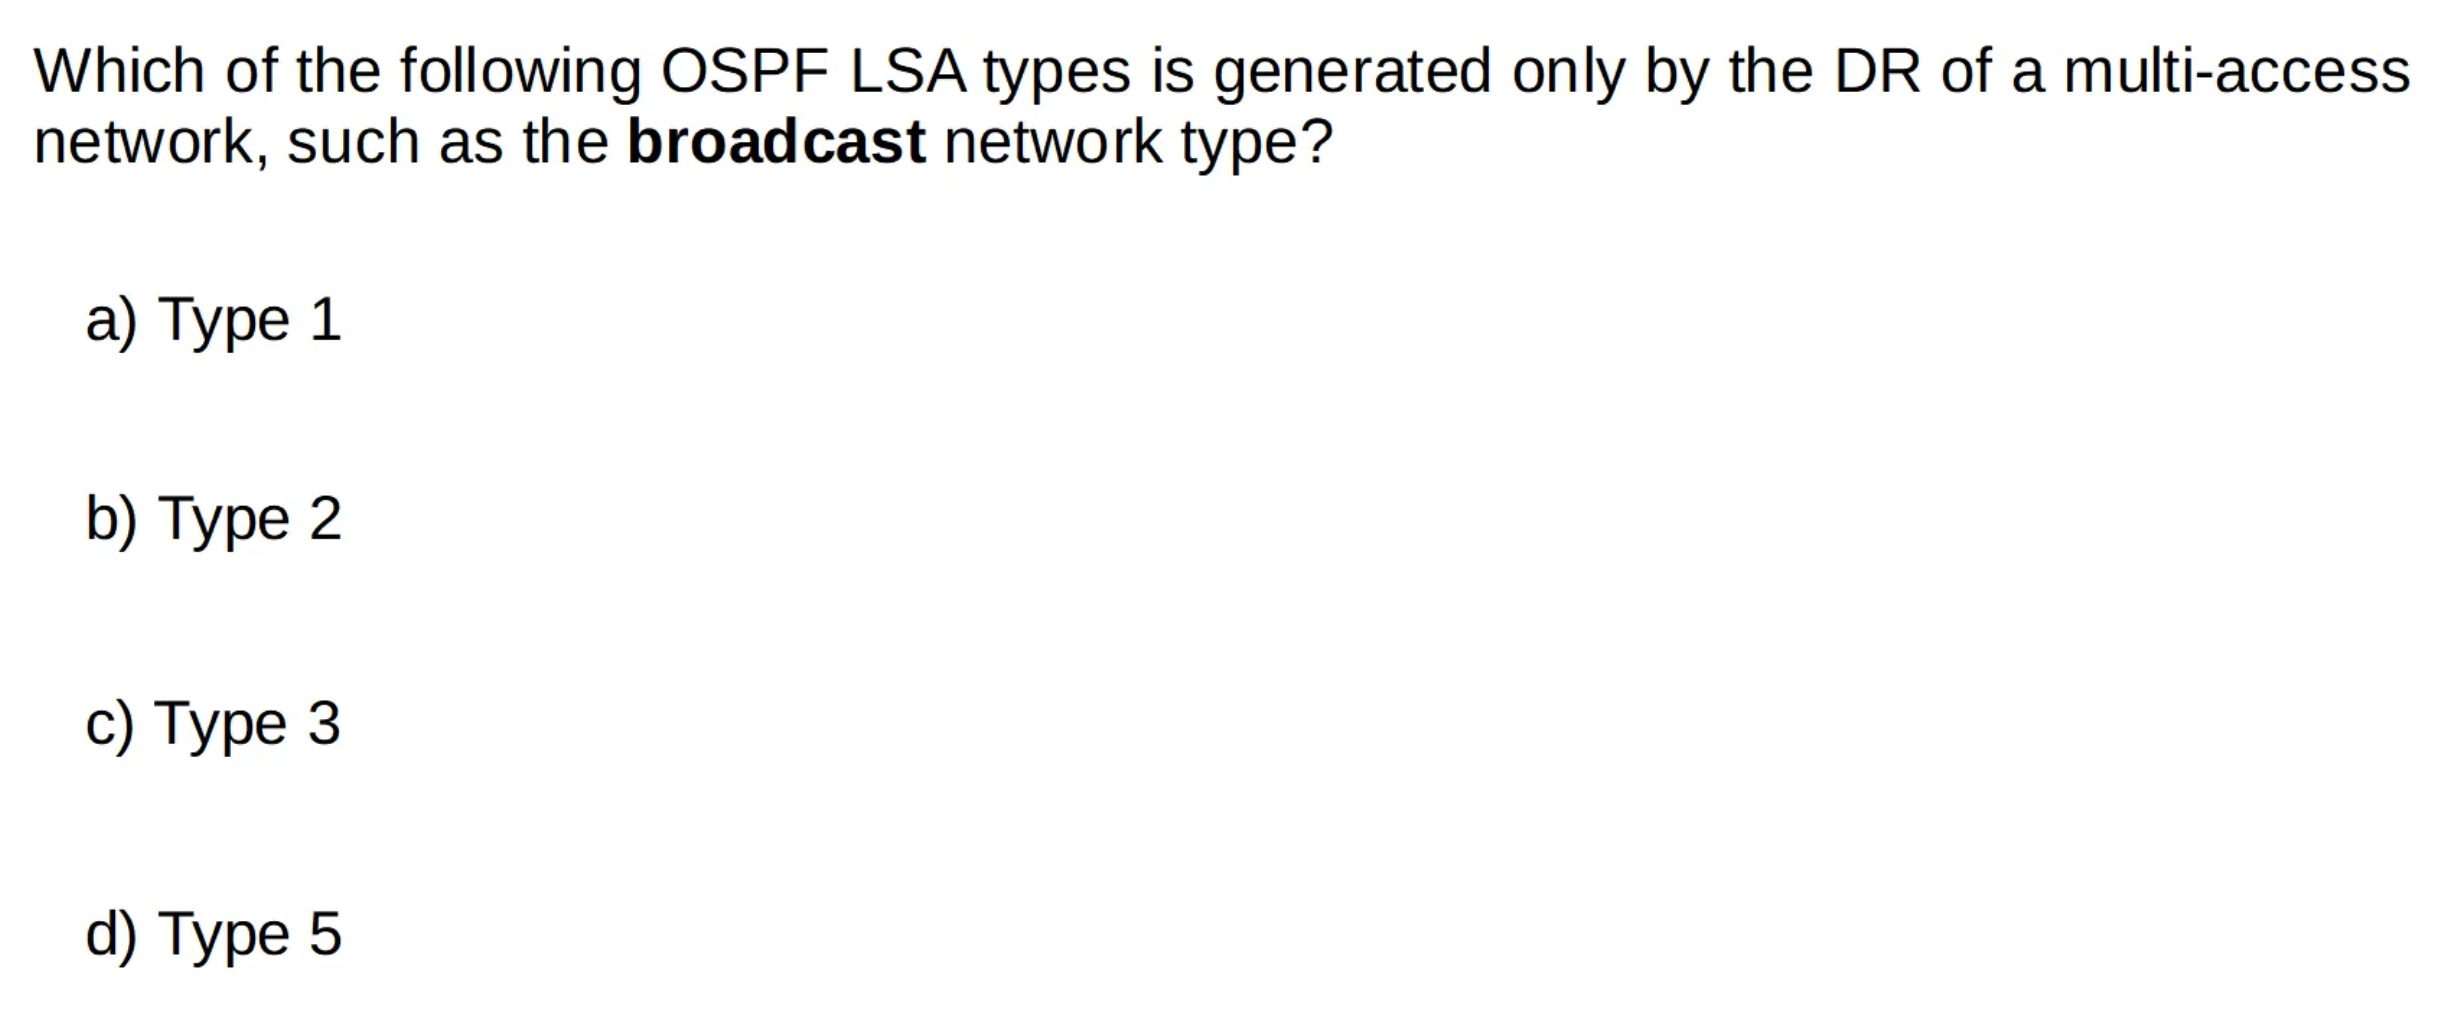 Which of the following OSPF LSA types is generated only by the DR of a multi-access
network, such as the broadcast network type?
a) Type 1
b) Type 2
c) Type 3
d) Type 5